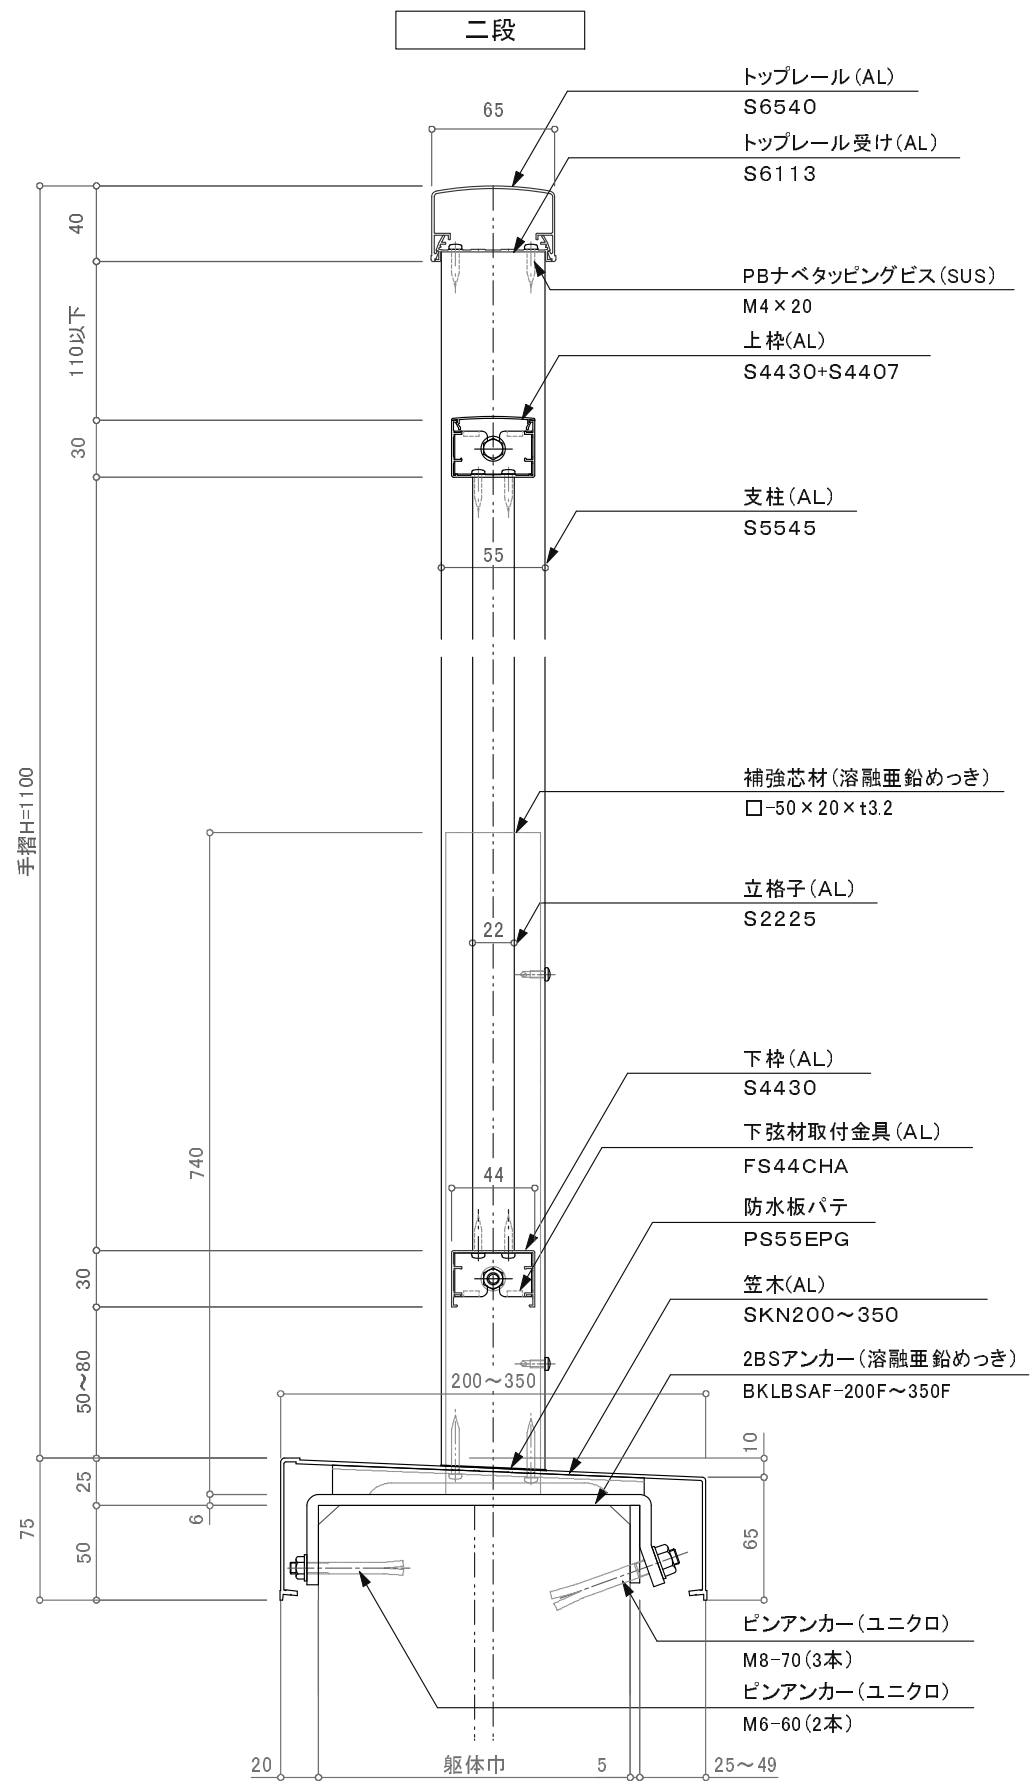 二段
トップレール(AL)
S6540
65
トップレール受け(AL)
S6113
40
PBナベタッピングビス(SUS)
M4×20
110以下
上枠(AL)
S4430+S4407
30
支柱(AL)
S5545
55
手摺H=1100
補強芯材(溶融亜鉛めっき)
□-50×20×t3.2
立格子(AL)
S2225
22
下枠(AL)
S4430
下弦材取付金具(AL)
FS44CHA
740
44
防水板パテ
PS55EPG
30
笠木(AL)
SKN200～350
2BSアンカー(溶融亜鉛めっき)
BKLBSAF-200F～350F
50～80
200～350
10
25
6
75
50
65
ピンアンカー(ユニクロ)
M8-70(3本)
ピンアンカー(ユニクロ)
M6-60(2本)
20
躯体巾
5
25～49